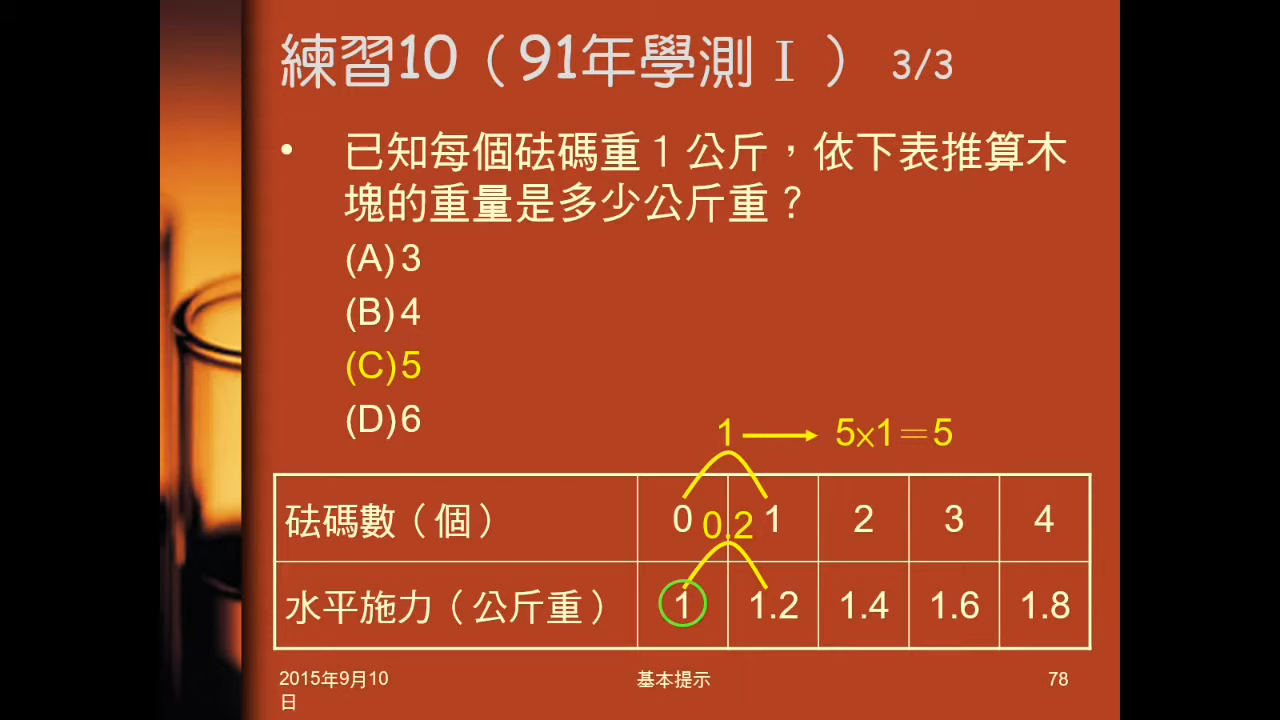 練習10（91年學測Ⅰ） 3/3
• 已知每個砝碼重1公斤，依下表推算木
塊的重量是多少公斤重？
(A)3
(B)4
(C)5
(D)6
1 → 5×1＝5
砝碼數（個） 0 1 2 3 4
0.2
水平施力（公斤重） 1 1.2 1.4 1.6 1.8
2015年9月10
日
基本提示
78